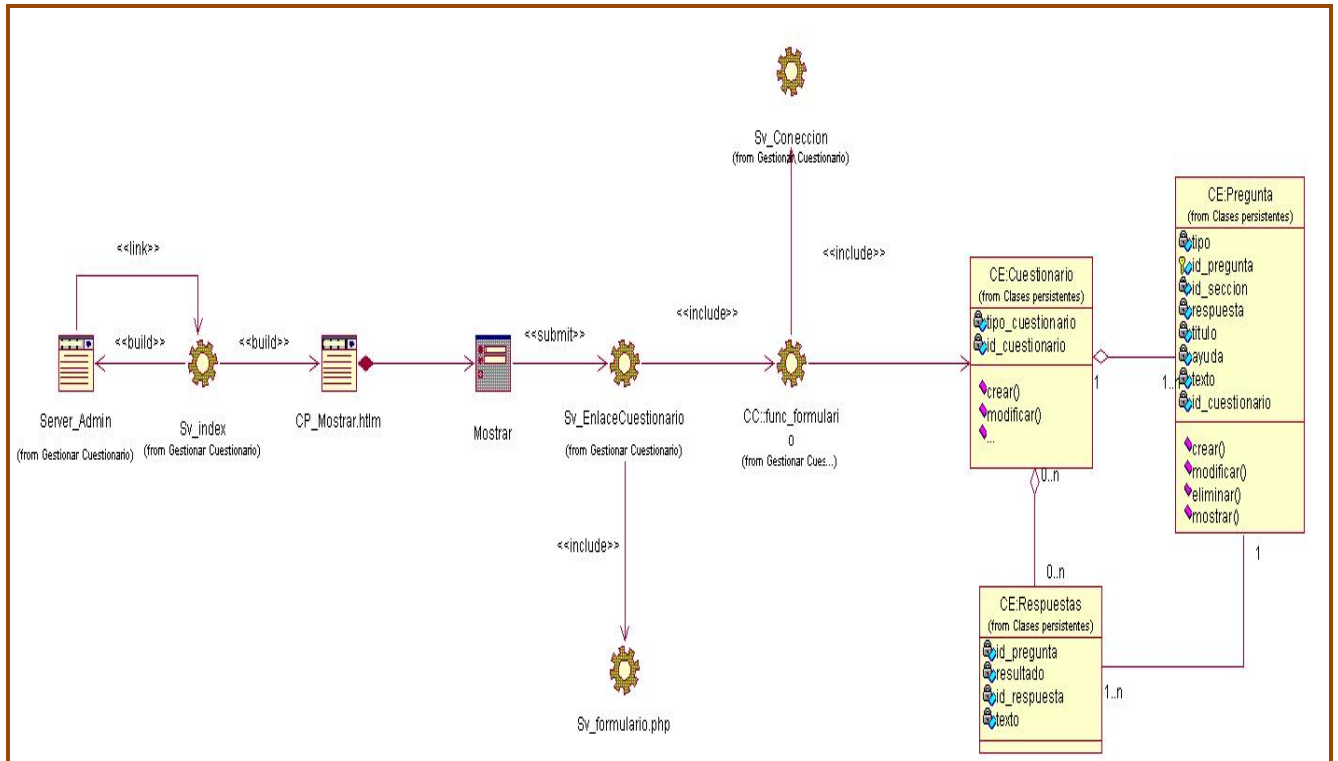 Sv_Coneccion
(from Gestionar Cuestionario)
<<link>>
<<build>>
<<build>>
<<submit>>
<<include>>
<<include>>
<<include>>
Server_Admin
(from Gestionar Cuestionario)
Sv_index
(from Gestionar Cuestionario)
CP_Mostrar.htlm
Mostrar
Sv_EnlaceCuestionario
(from Gestionar Cuestionario)
CC::func_formulari
o
(from Gestionar Cues...)
Sv_formulario.php
CE:Cuestionario
(from Clases persistentes)
tipo_cuestionario
id_cuestionario
crear()
modificar()
...
1
0..n
CE:Pregunta
(from Clases persistentes)
tipo
id_pregunta
id_seccion
respuesta
titulo
ayuda
texto
id_cuestionario
crear()
modificar()
eliminar()
mostrar()
1
0..n
CE:Respuestas
(from Clases persistentes)
id_pregunta
resultado
id_respuesta
texto
1..n